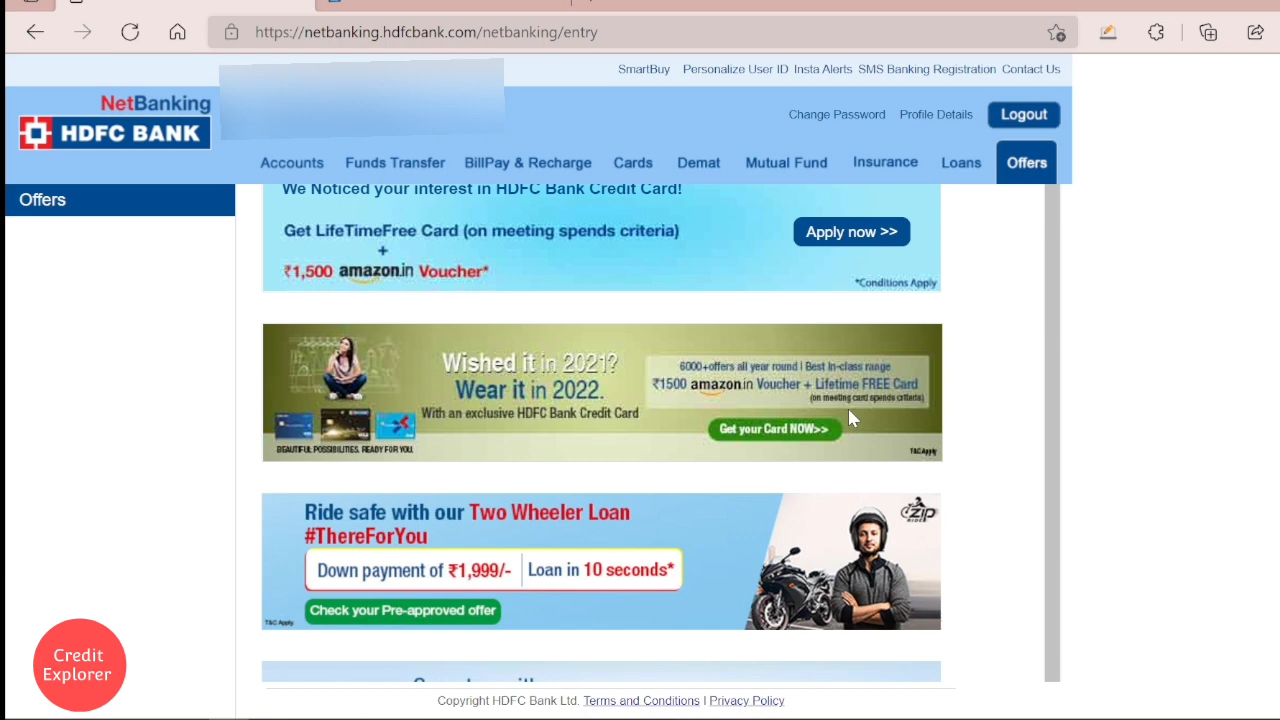 https://netbanking.hdfcbank.com/netbanking/entry
SmartBuy Personalize User ID Insta Alerts SMS Banking Registration Contact Us
NetBanking
HDFC BANK
Change Password Profile Details Logout
Accounts Funds Transfer BillPay & Recharge Cards Demat Mutual Fund Insurance Loans Offers
Offers
We Noticed your interest in HDFC Bank Credit Card!
Get LifeTimeFree Card (on meeting spends criteria)
+
₹1,500 amazon.in Voucher*
Apply now >>
*Conditions Apply
Wished it in 2021?
Wear it in 2022.
With an exclusive HDFC Bank Credit Card
BEAUTIFUL POSSIBILITIES. READY FOR YOU.
6000+offers all year round | Best In-class range
₹1500 amazon.in Voucher + Lifetime FREE Card
(on meeting card spends criteria)
Get your Card NOW>>
T&C Apply
Ride safe with our Two Wheeler Loan
#ThereForYou
Down payment of ₹1,999/- Loan in 10 seconds*
Check your Pre-approved offer
T&C Apply
ZIP
RIDE
Credit
Explorer
Copyright HDFC Bank Ltd. Terms and Conditions I Privacy Policy